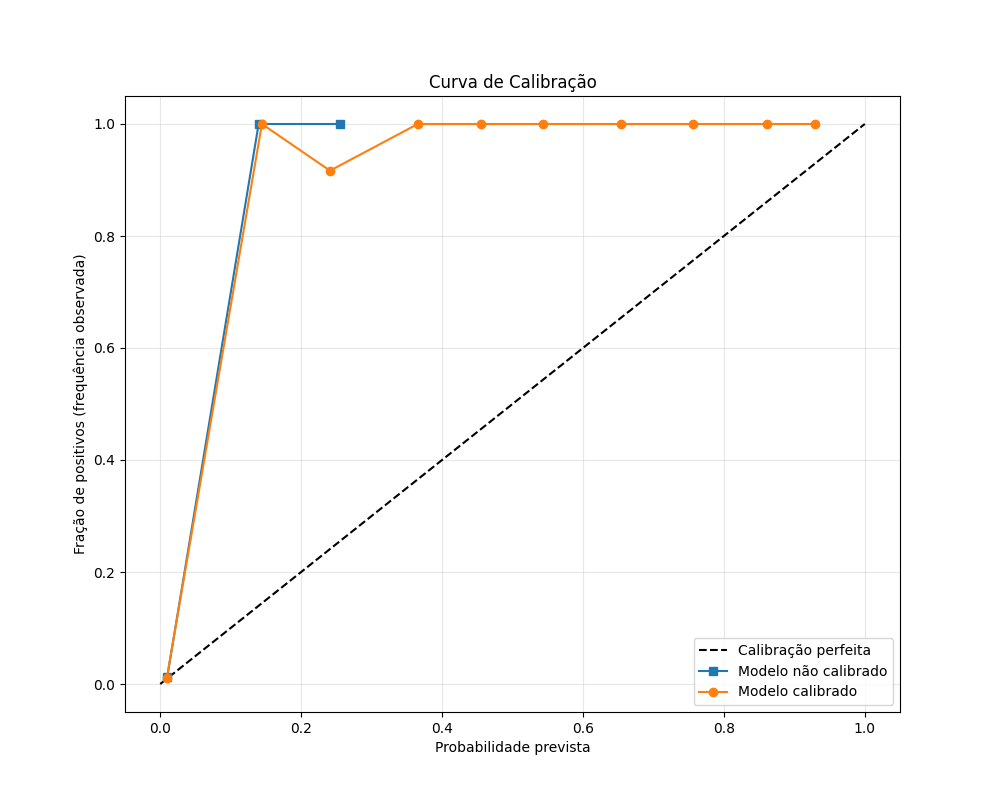 Curva de Calibração
Fração de positivos (frequência observada)
1.0
0.8
0.6
0.4
0.2
0.0
0.0 0.2 0.4 0.6 0.8 1.0
Probabilidade prevista
Calibração perfeita
Modelo não calibrado
Modelo calibrado